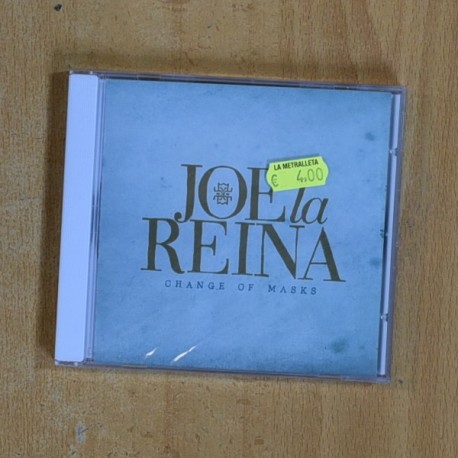 LA METRALLETA
€ 4.00
JOE la
REINA
CHANGE OF MASKS